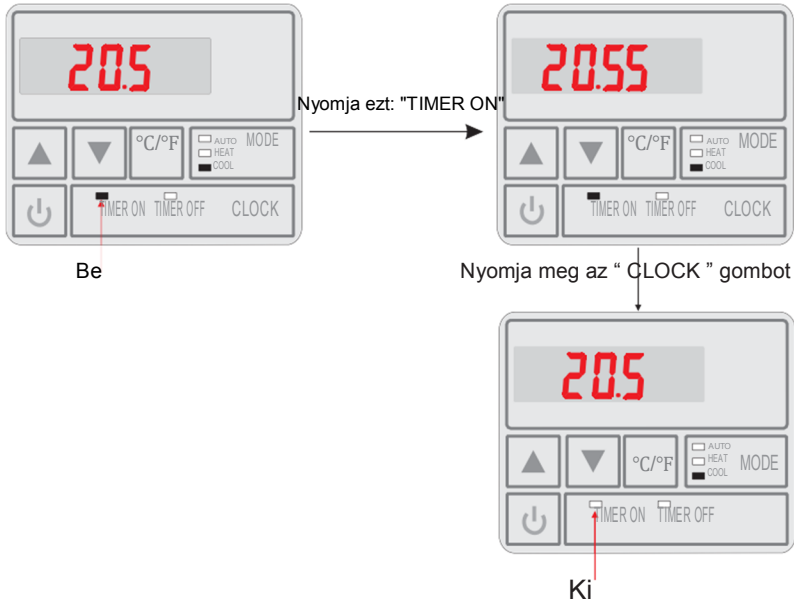 20.5
°C/°F
AUTO
HEAT
COOL
MODE
TIMER ON TIMER OFF CLOCK
Be
Nyomja ezt: "TIMER ON"
20.55
°C/°F
AUTO
HEAT
COOL
MODE
TIMER ON TIMER OFF CLOCK
Nyomja meg az “ CLOCK ” gombot
20.5
°C/°F
AUTO
HEAT
COOL
MODE
TIMER ON TIMER OFF
Ki